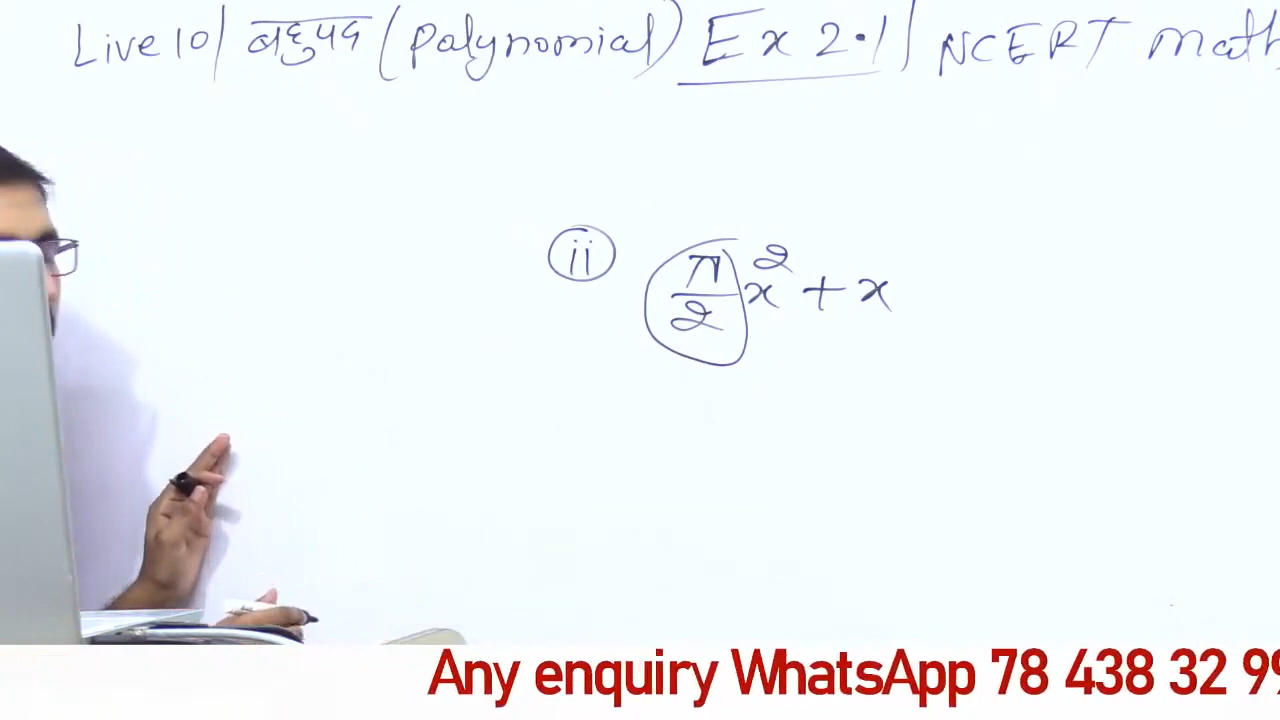 Live 10 | बहुपद (Polynomial) Ex 2.1 | NCERT math
ii π/2 x² + x
Any enquiry WhatsApp 78 438 32 99